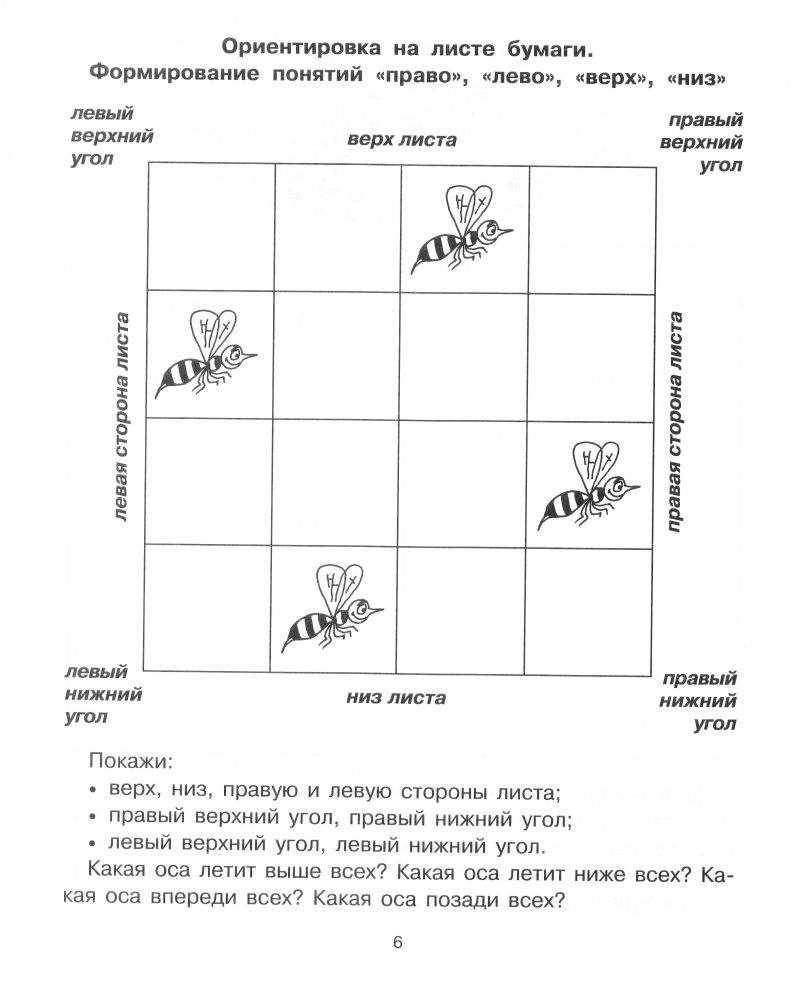 Ориентировка на листе бумаги.
Формирование понятий «право», «лево», «верх», «низ»
левый
верхний
угол
верх листа
правый
верхний
угол
левая сторона листа
правая сторона листа
левый
нижний
угол
низ листа
правый
нижний
угол
Покажи:
• верх, низ, правую и левую стороны листа;
• правый верхний угол, правый нижний угол;
• левый верхний угол, левый нижний угол.
Какая оса летит выше всех? Какая оса летит ниже всех? Ка-
кая оса впереди всех? Какая оса позади всех?
6